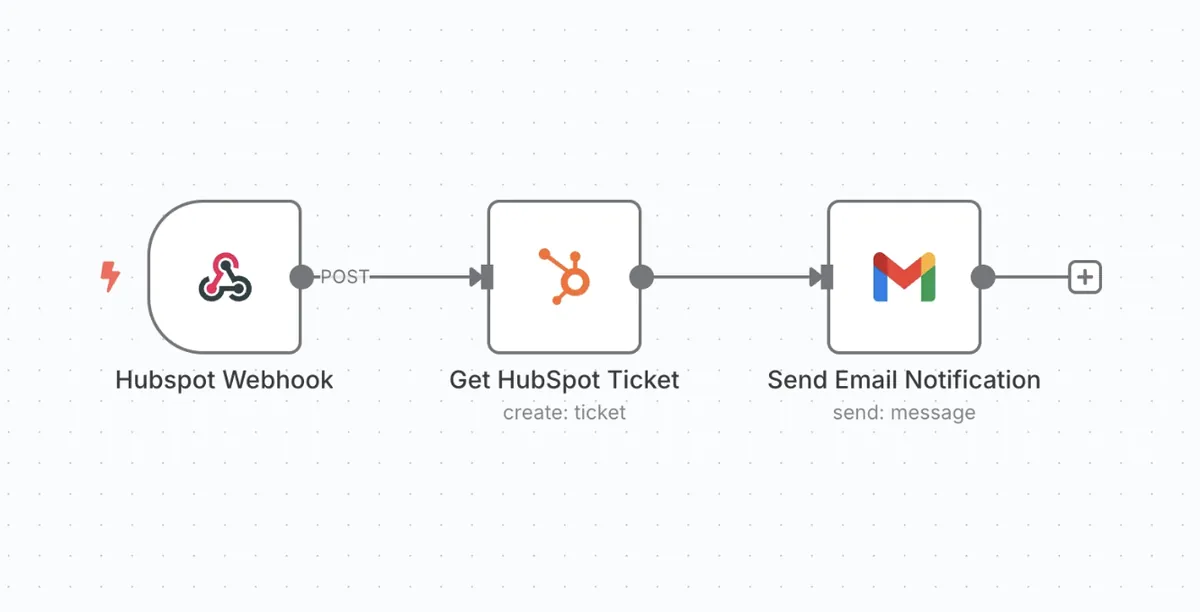 POST
Hubspot Webhook
Get HubSpot Ticket
create: ticket
Send Email Notification
send: message